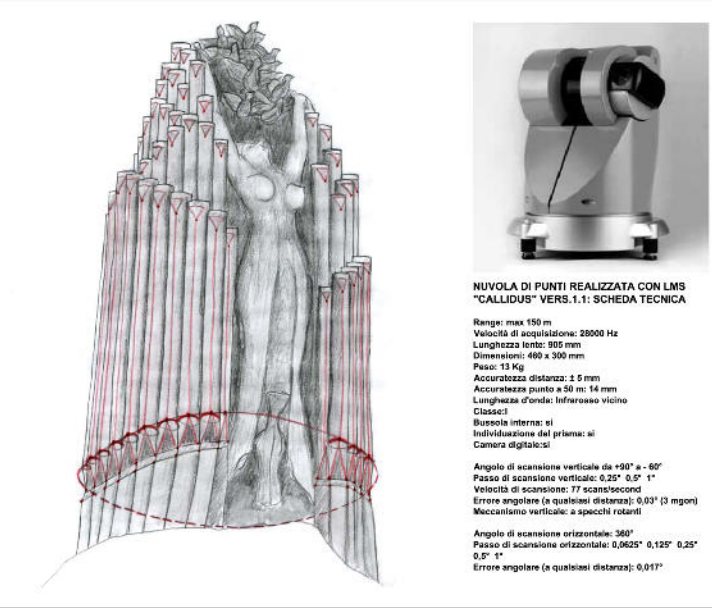 NUVOLA DI PUNTI REALIZZATA CON LMS
"CALLIDUS" VERS.1.1: SCHEDA TECNICA
Range: max 150 m
Velocità di acquisizione: 28000 Hz
Lunghezza lente: 905 mm
Dimensioni: 460 x 300 mm
Peso: 13 Kg
Accuratezza distanza: ± 5 mm
Accuratezza punto a 50 m: 14 mm
Lunghezza d'onda: Infrarosso vicino
Classe:I
Bussola interna: si
Individuazione del prisma: si
Camera digitale:si
Angolo di scansione verticale da +90° a - 60°
Passo di scansione verticale: 0,25° 0,5° 1°
Velocità di scansione: 77 scans/second
Errore angolare (a qualsiasi distanza): 0,03° (3 mgon)
Meccanismo verticale: a specchi rotanti
Angolo di scansione orizzontale: 360°
Passo di scansione orizzontale: 0,0625° 0,125° 0,25°
0,5° 1°
Errore angolare (a qualsiasi distanza): 0,017°